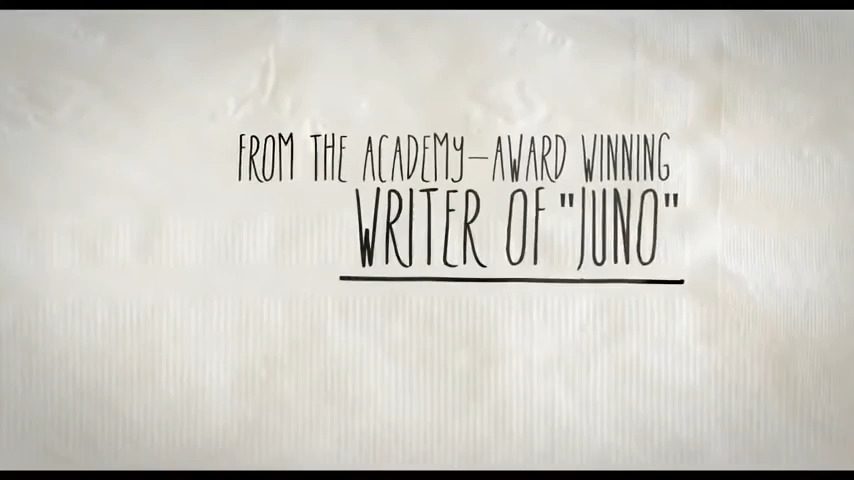 FROM THE ACADEMY-AWARD WINNING
WRITER OF "JUNO"